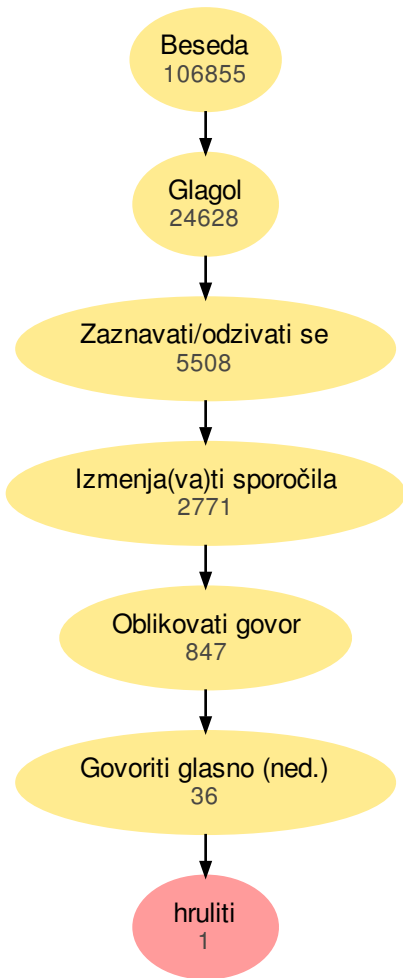 Beseda
106855
Glagol
24628
Zaznavati/odzivati se
5508
Izmenja(va)ti sporočila
2771
Oblikovati govor
847
Govoriti glasno (ned.)
36
hruliti
1